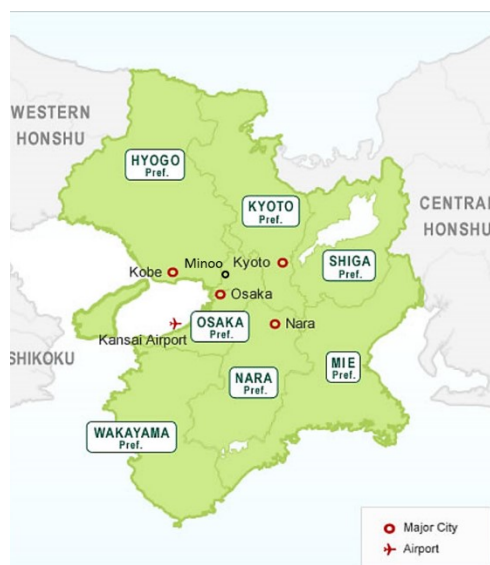 WESTERN
HONSHU
HYOGO
Pref.
KYOTO
Pref.
CENTRAL
HONSHU
Minoo
Kyoto
SHIGA
Pref.
Kobe
Osaka
OSAKA
Pref.
Nara
Kansai Airport
SHIKOKU
MIE
Pref.
NARA
Pref.
WAKAYAMA
Pref.
Major City
Airport